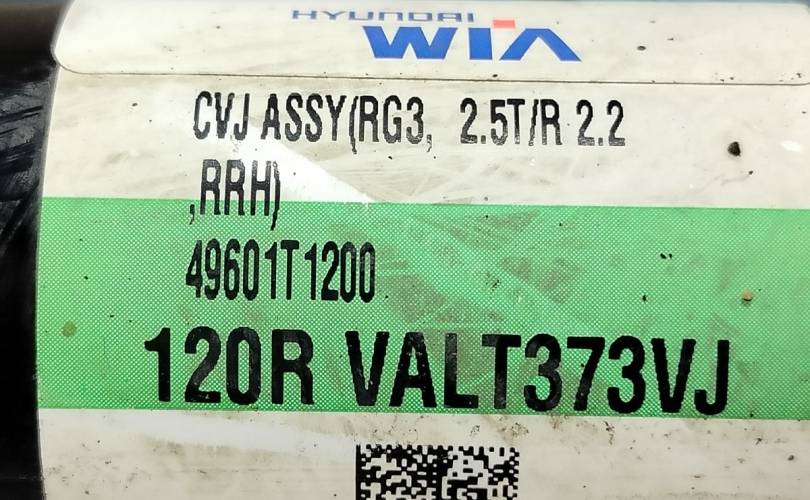 HYUNDAI
WIA
CVJ ASSY(RG3, 2.5T/R 2.2
,RRH)
49601T1200
120R VALT373VJ